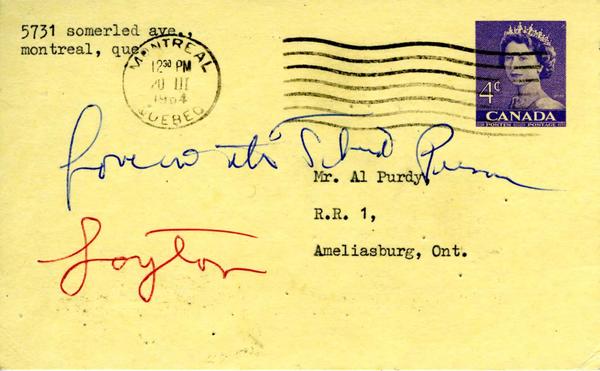 5731 somerled ave.,
montreal, que.
MONTREAL
12 30 PM
20 III
1964
QUEBEC
4¢
CANADA
POSTES POSTAGE
Mr. Al Purdy
R.R. 1,
Ameliasburg, Ont.
Layton